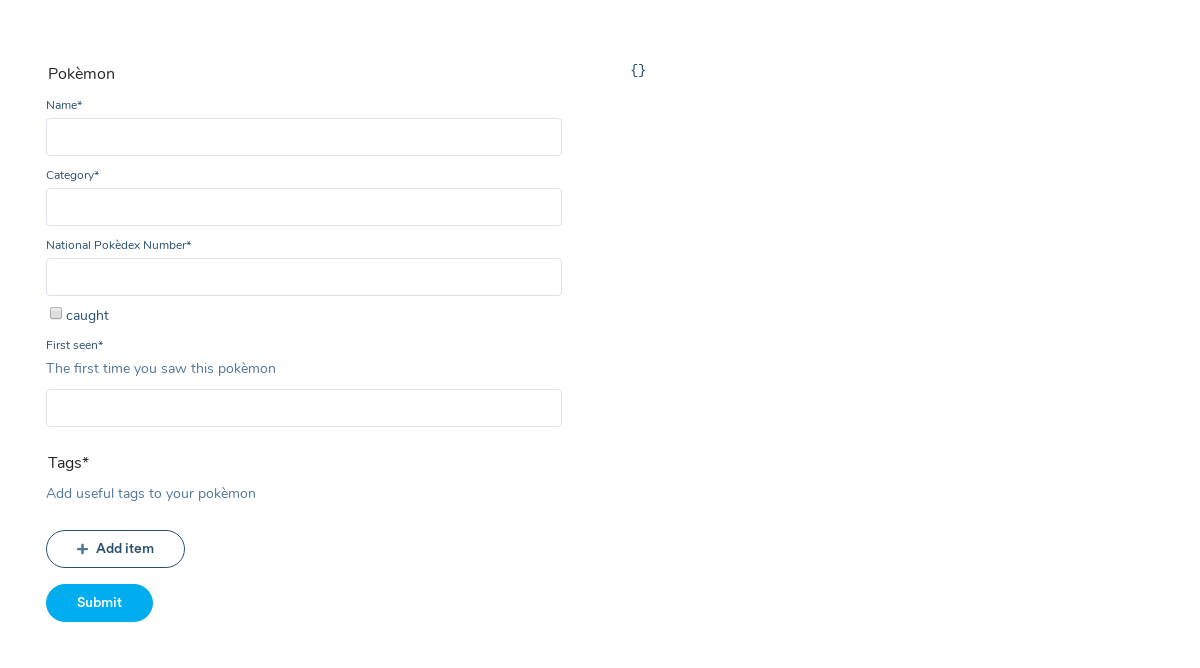 Pokèmon
{}
Name*
Category*
National Pokèdex Number*
caught
First seen*
The first time you saw this pokèmon
Tags*
Add useful tags to your pokèmon
+ Add item
Submit